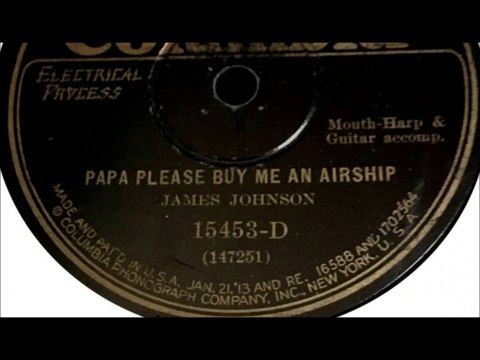 COLUMBIA
ELECTRICAL
PROCESS
Mouth-Harp &
Guitar accomp.
PAPA PLEASE BUY ME AN AIRSHIP
JAMES JOHNSON
15453-D
(147251)
MADE AND PAT'D IN U.S.A. JAN. 21, '13 AND RE. 16588 AND 1702564
© COLUMBIA PHONOGRAPH COMPANY, INC., NEW YORK, U.S.A.